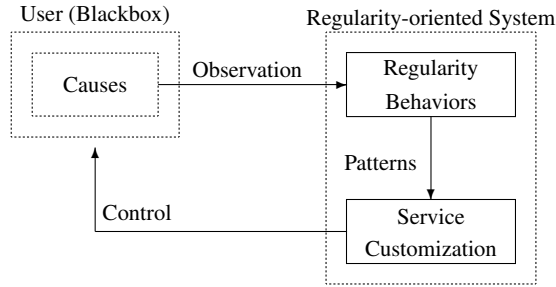 User (Blackbox)
Regularity-oriented System
Causes
Observation
Regularity
Behaviors
Patterns
Control
Service
Customization